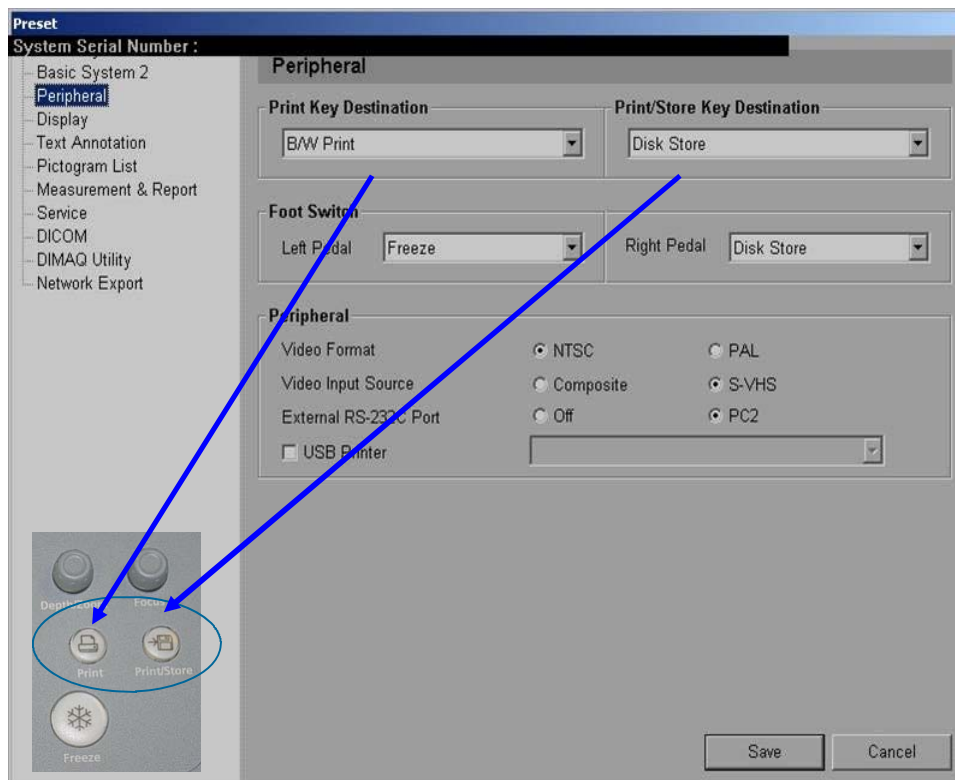 Preset
System Serial Number :
Basic System 2
Peripheral
Display
Text Annotation
Pictogram List
Measurement & Report
Service
DICOM
DIMAQ Utility
Network Export
Peripheral
Print Key Destination
B/W Print
Print/Store Key Destination
Disk Store
Foot Switch
Left Pedal Freeze
Right Pedal Disk Store
Peripheral
Video Format NTSC PAL
Video Input Source Composite S-VHS
External RS-232C Port Off PC2
USB Printer
Depth/Zoom Focus
Print Print/Store
Freeze
Save Cancel